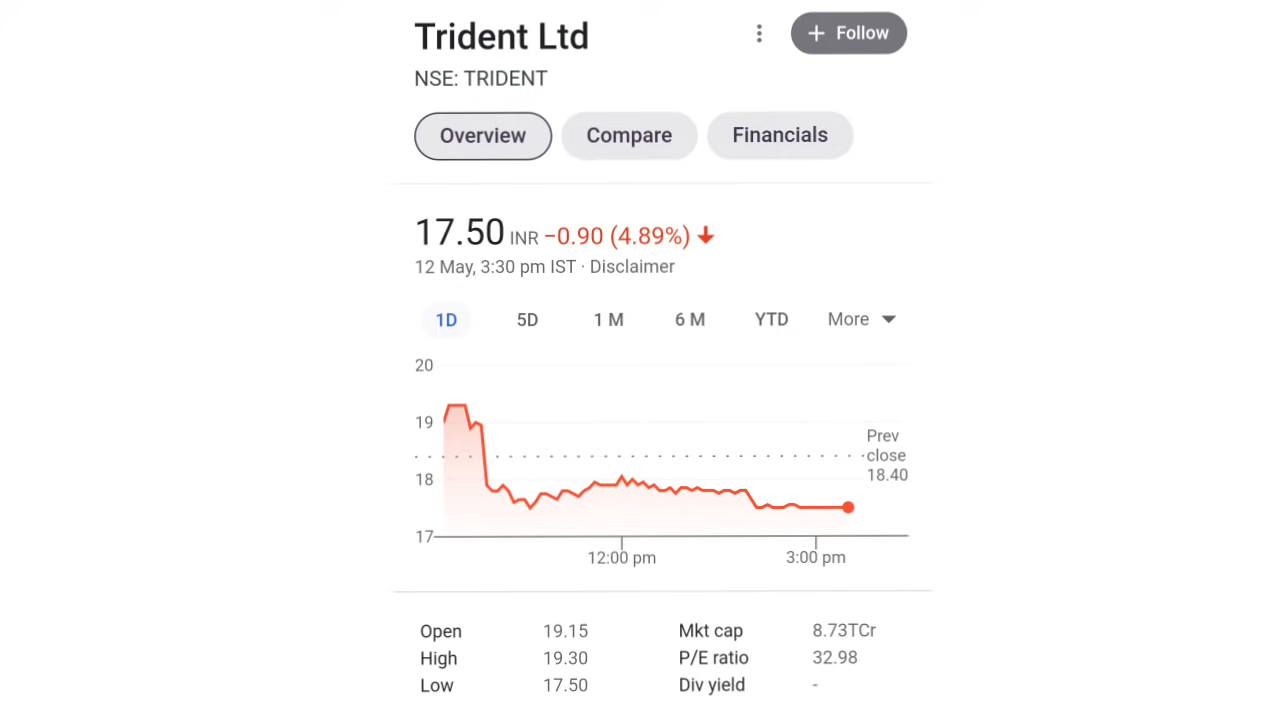 Trident Ltd
+ Follow
NSE: TRIDENT
Overview Compare Financials
17.50 INR −0.90 (4.89%)
12 May, 3:30 pm IST · Disclaimer
1D 5D 1 M 6 M YTD More
20
19
Prev
close
18.40
18
17
12:00 pm 3:00 pm
Open 19.15 Mkt cap 8.73TCr
High 19.30 P/E ratio 32.98
Low 17.50 Div yield -